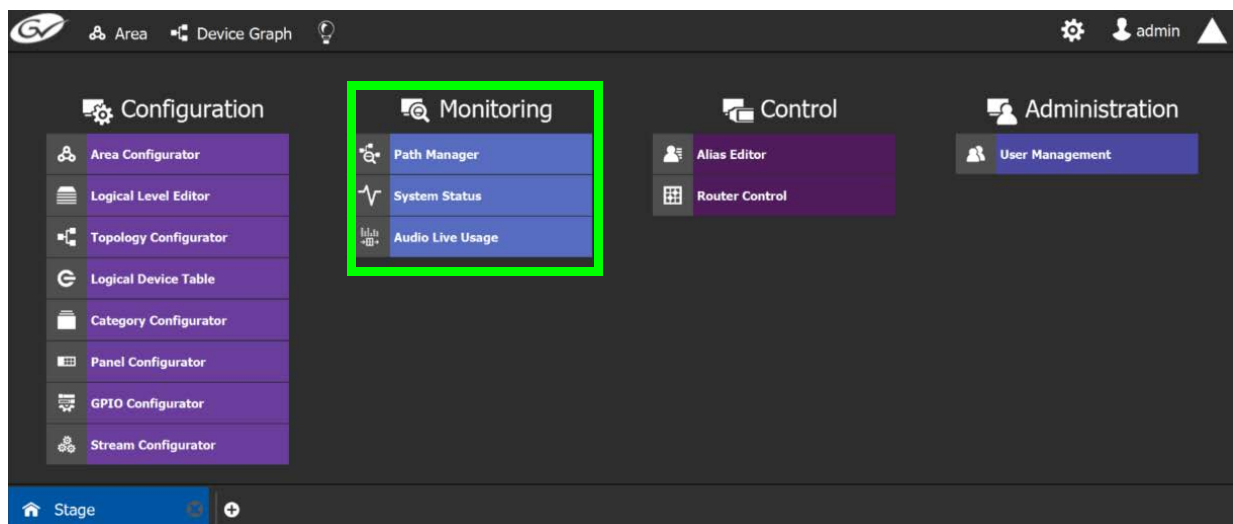 GV Area Device Graph admin
Configuration
Area Configurator
Logical Level Editor
Topology Configurator
Logical Device Table
Category Configurator
Panel Configurator
GPIO Configurator
Stream Configurator
Monitoring
Path Manager
System Status
Audio Live Usage
Control
Alias Editor
Router Control
Administration
User Management
Stage